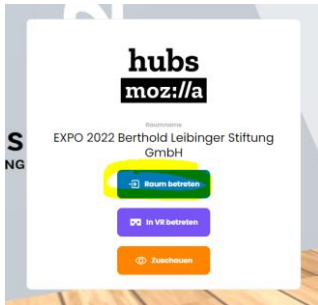 hubs
moz://a
S
NG
Raumname
EXPO 2022 Berthold Leibinger Stiftung
GmbH
Raum betreten
In VR betreten
Zuschauen